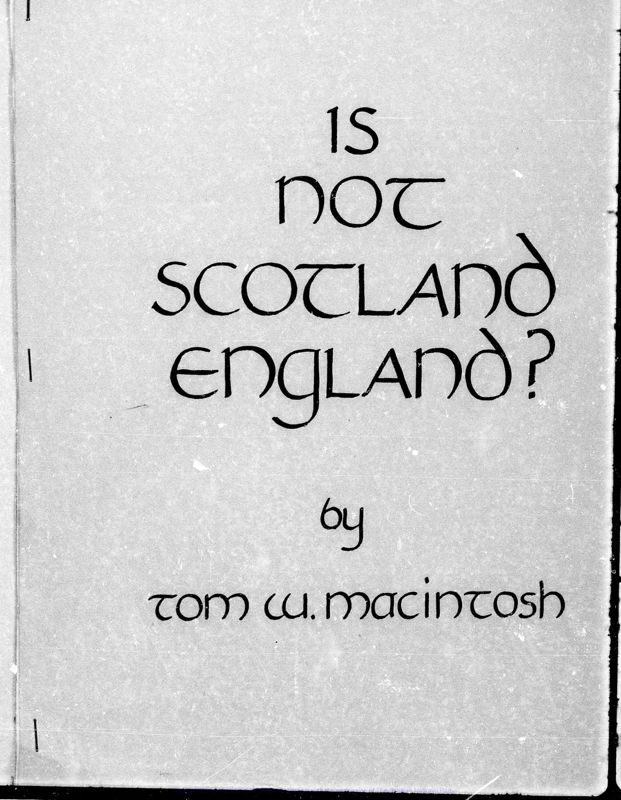 IS
NOT
SCOTLAND
ENGLAND?
by
tom w. macintosh